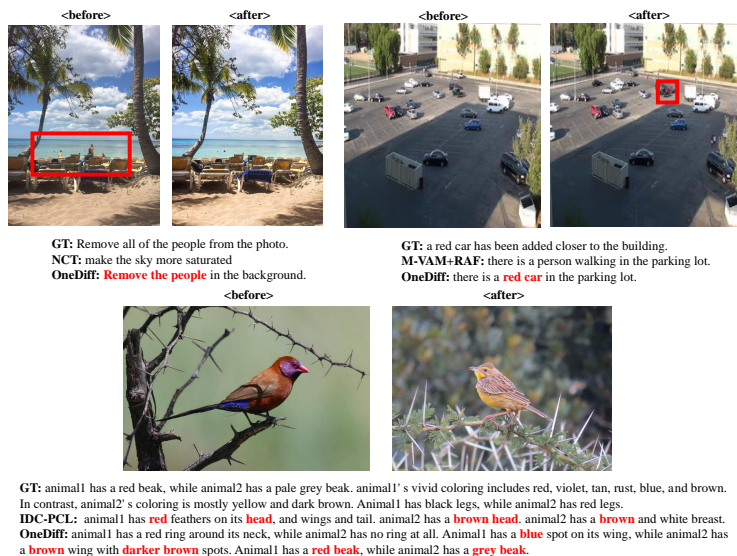 <before>
<after>
GT: Remove all of the people from the photo.
NCT: make the sky more saturated
OneDiff: Remove the people in the background.
<before>
<after>
GT: a red car has been added closer to the building.
M-VAM+RAF: there is a person walking in the parking lot.
OneDiff: there is a red car in the parking lot.
<before>
<after>
GT: animal1 has a red beak, while animal2 has a pale grey beak. animal1' s vivid coloring includes red, violet, tan, rust, blue, and brown.
In contrast, animal2' s coloring is mostly yellow and dark brown. Animal1 has black legs, while animal2 has red legs.
IDC-PCL: animal1 has red feathers on its head, and wings and tail. animal2 has a brown head. animal2 has a brown and white breast.
OneDiff: animal1 has a red ring around its neck, while animal2 has no ring at all. Animal1 has a blue spot on its wing, while animal2 has
a brown wing with darker brown spots. Animal1 has a red beak, while animal2 has a grey beak.